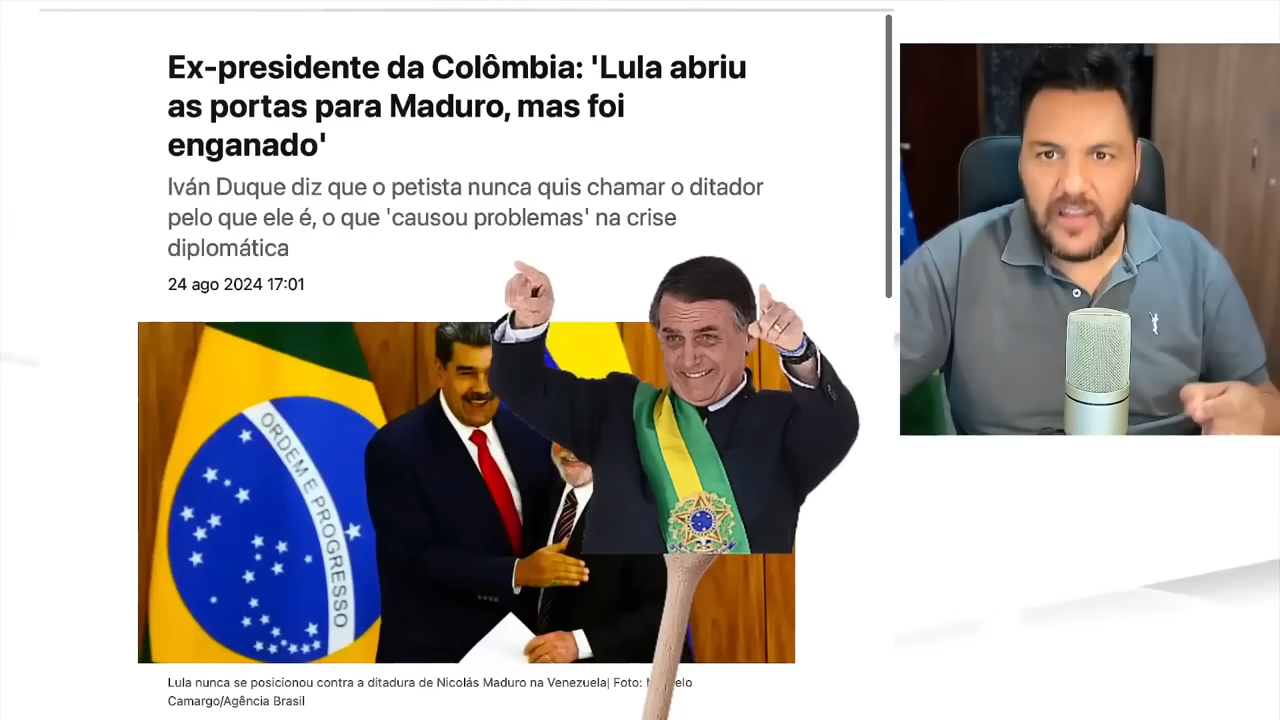 Ex-presidente da Colômbia: 'Lula abriu
as portas para Maduro, mas foi
enganado'
Iván Duque diz que o petista nunca quis chamar o ditador
pelo que ele é, o que 'causou problemas' na crise
diplomática
24 ago 2024 17:01
ORDEM E PROGRESSO
Lula nunca se posicionou contra a ditadura de Nicolás Maduro na Venezuela| Foto:
Camargo/Agência Brasil